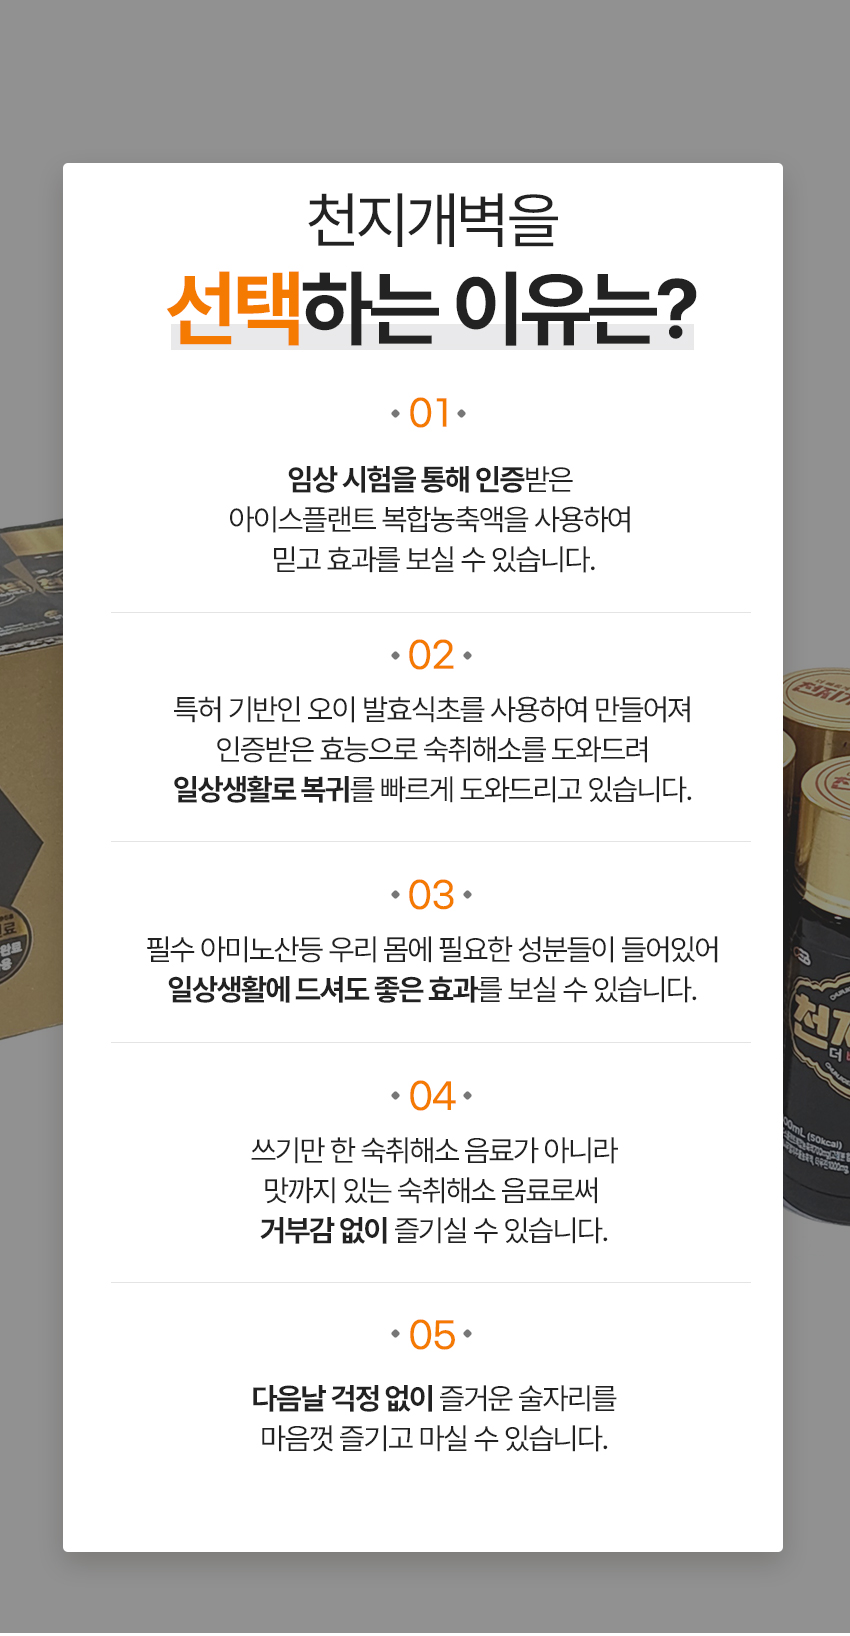 천지개벽을
선택하는 이유는?
01
임상 시험을 통해 인증받은
아이스플랜트 복합농축액을 사용하여
믿고 효과를 보실 수 있습니다.
02
특허 기반인 오이 발효식초를 사용하여 만들어져
인증받은 효능으로 숙취해소를 도와드려
일상생활로 복귀를 빠르게 도와드리고 있습니다.
03
필수 아미노산등 우리 몸에 필요한 성분들이 들어있어
일상생활에 드셔도 좋은 효과를 보실 수 있습니다.
04
쓰기만 한 숙취해소 음료가 아니라
맛까지 있는 숙취해소 음료로써
거부감 없이 즐기실 수 있습니다.
05
다음날 걱정 없이 즐거운 술자리를
마음껏 즐기고 마실 수 있습니다.
천지
더
00mL (50kcal)